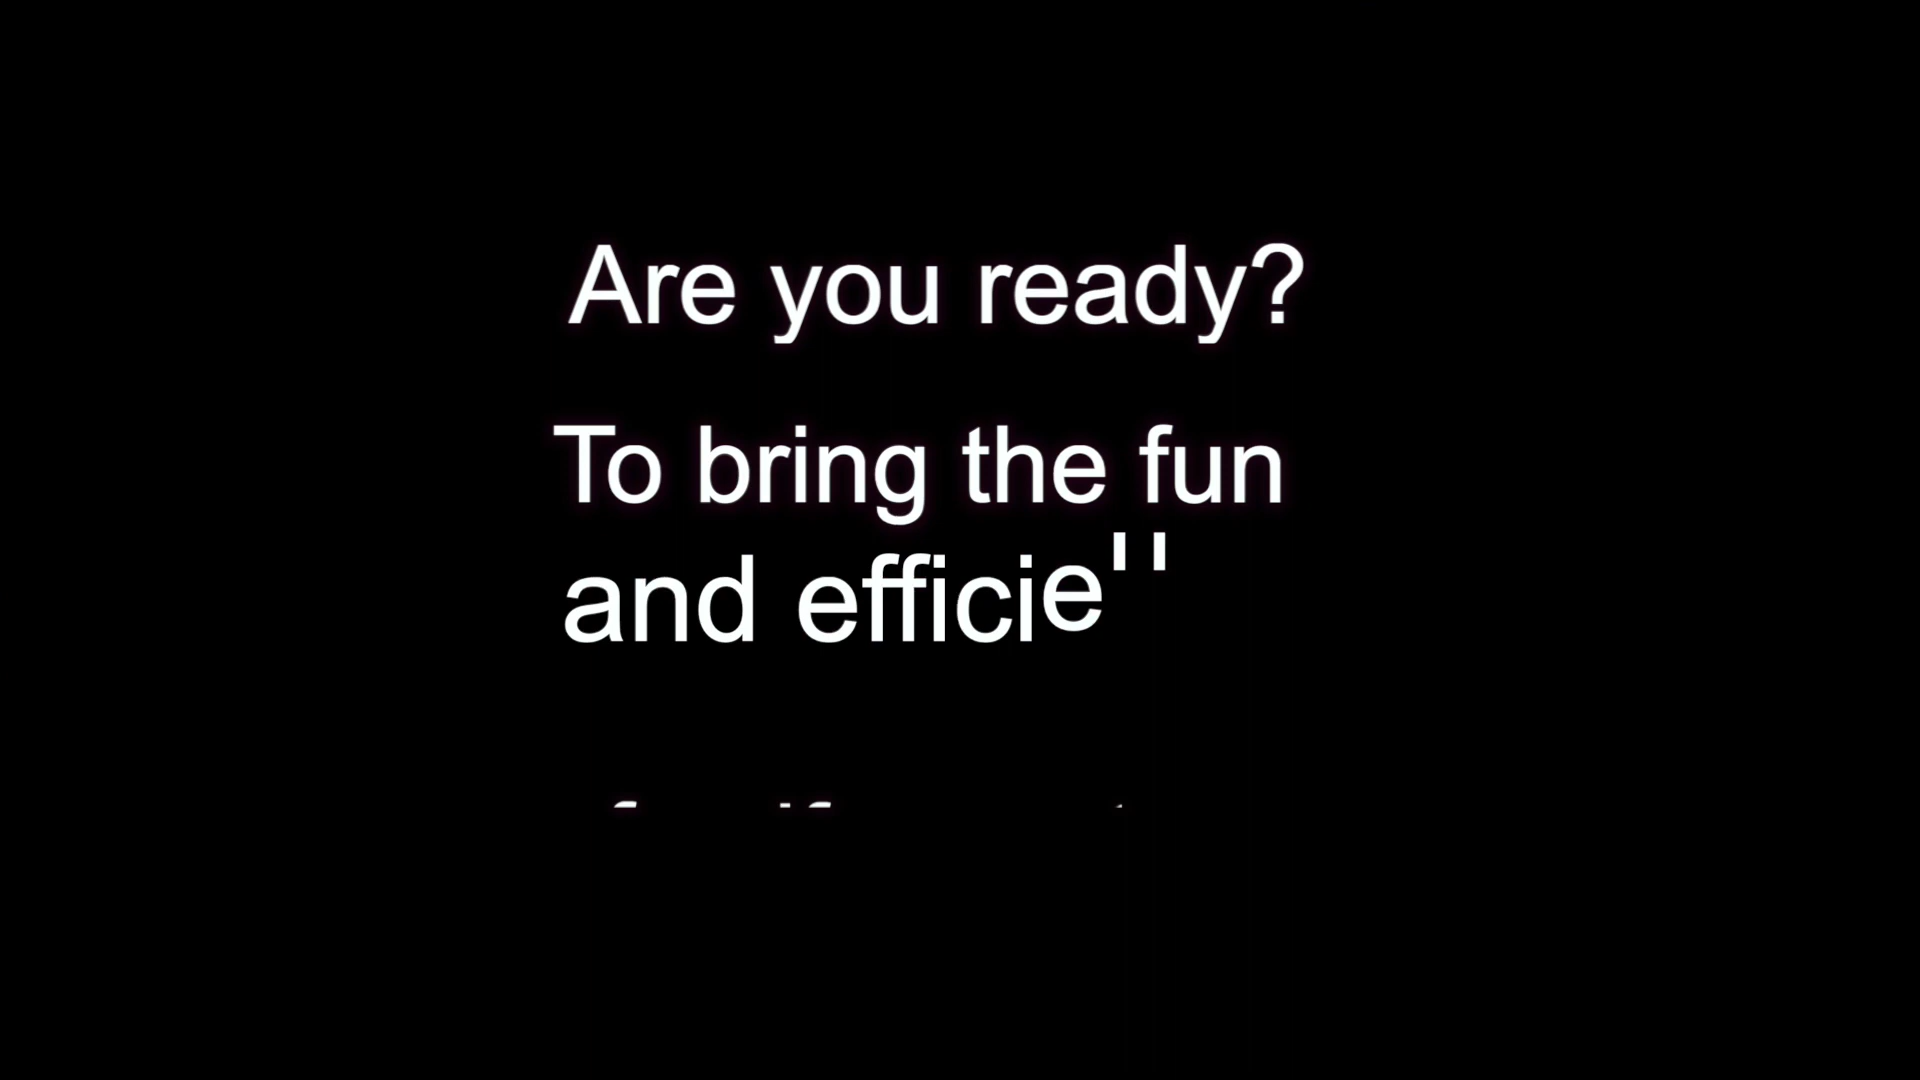 Are you ready?
To bring the fun
and efficie